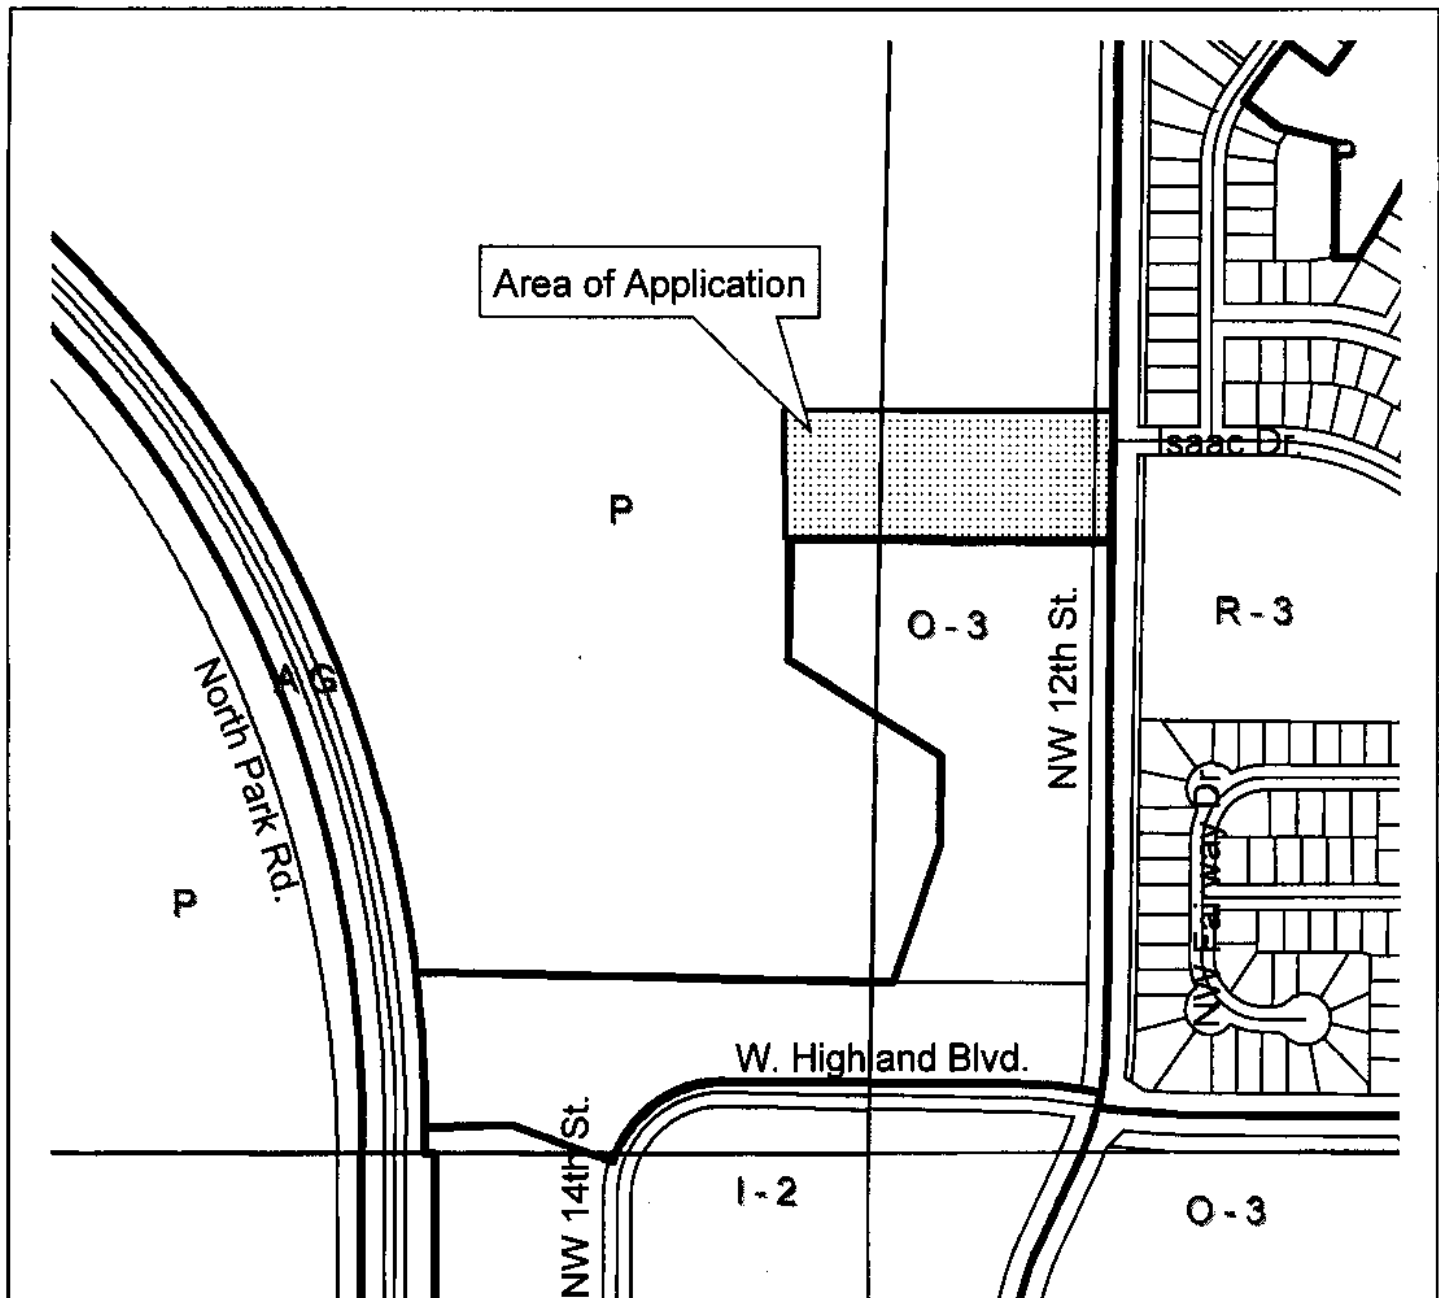 P
Area of Application
Isaac Dr.
P
O - 3
R - 3
NW 12th St.
A G
North Park Rd.
NW Fairway Dr
P
W. Highland Blvd.
NW 14th St.
I - 2
O - 3